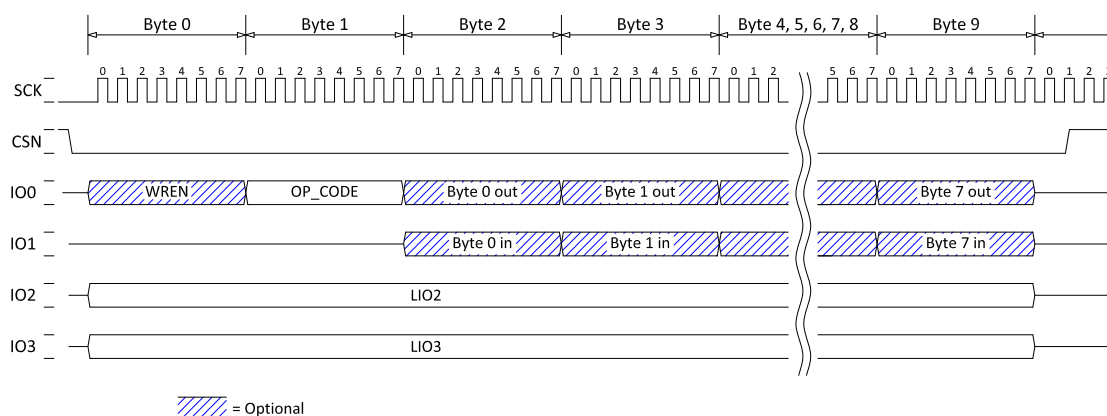 Byte 0 Byte 1 Byte 2 Byte 3 Byte 4, 5, 6, 7, 8 Byte 9
0 1 2 3 4 5 6 7 0 1 2 3 4 5 6 7 0 1 2 3 4 5 6 7 0 1 2 3 4 5 6 7 0 1 2 5 6 7 0 1 2 3 4 5 6 7 0 1 2 3
SCK
CSN
IO0 WREN OP_CODE Byte 0 out Byte 1 out Byte 7 out
IO1 Byte 0 in Byte 1 in Byte 7 in
IO2 LIO2
IO3 LIO3
= Optional